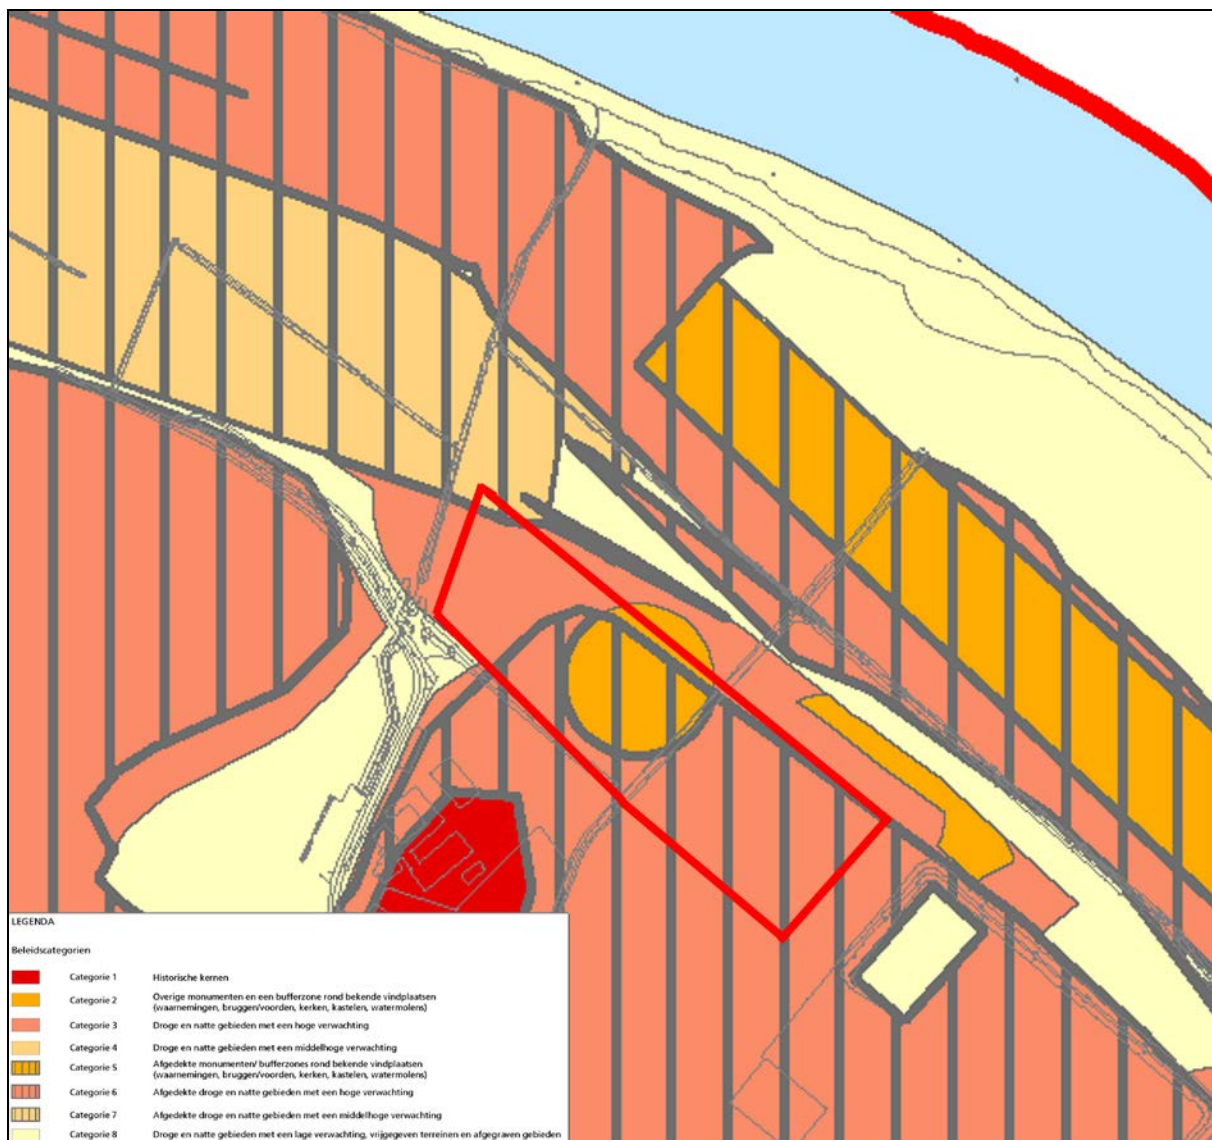 LEGENDA
Beleidscategorien
Categorie 1 Historische kernen
Categorie 2 Overige monumenten en een bufferzone rond bekende vindplaatsen
(waarnemingen, bruggen/voorden, kerken, kastelen, watermolens)
Categorie 3 Droge en natte gebieden met een hoge verwachting
Categorie 4 Droge en natte gebieden met een middelhoge verwachting
Categorie 5 Afgedekte monumenten/ bufferzones rond bekende vindplaatsen
(waarnemingen, bruggen/voorden, kerken, kastelen, watermolens)
Categorie 6 Afgedekte droge en natte gebieden met een hoge verwachting
Categorie 7 Afgedekte droge en natte gebieden met een middelhoge verwachting
Categorie 8 Droge en natte gebieden met een lage verwachting, vrijgegeven terreinen en afgegraven gebieden